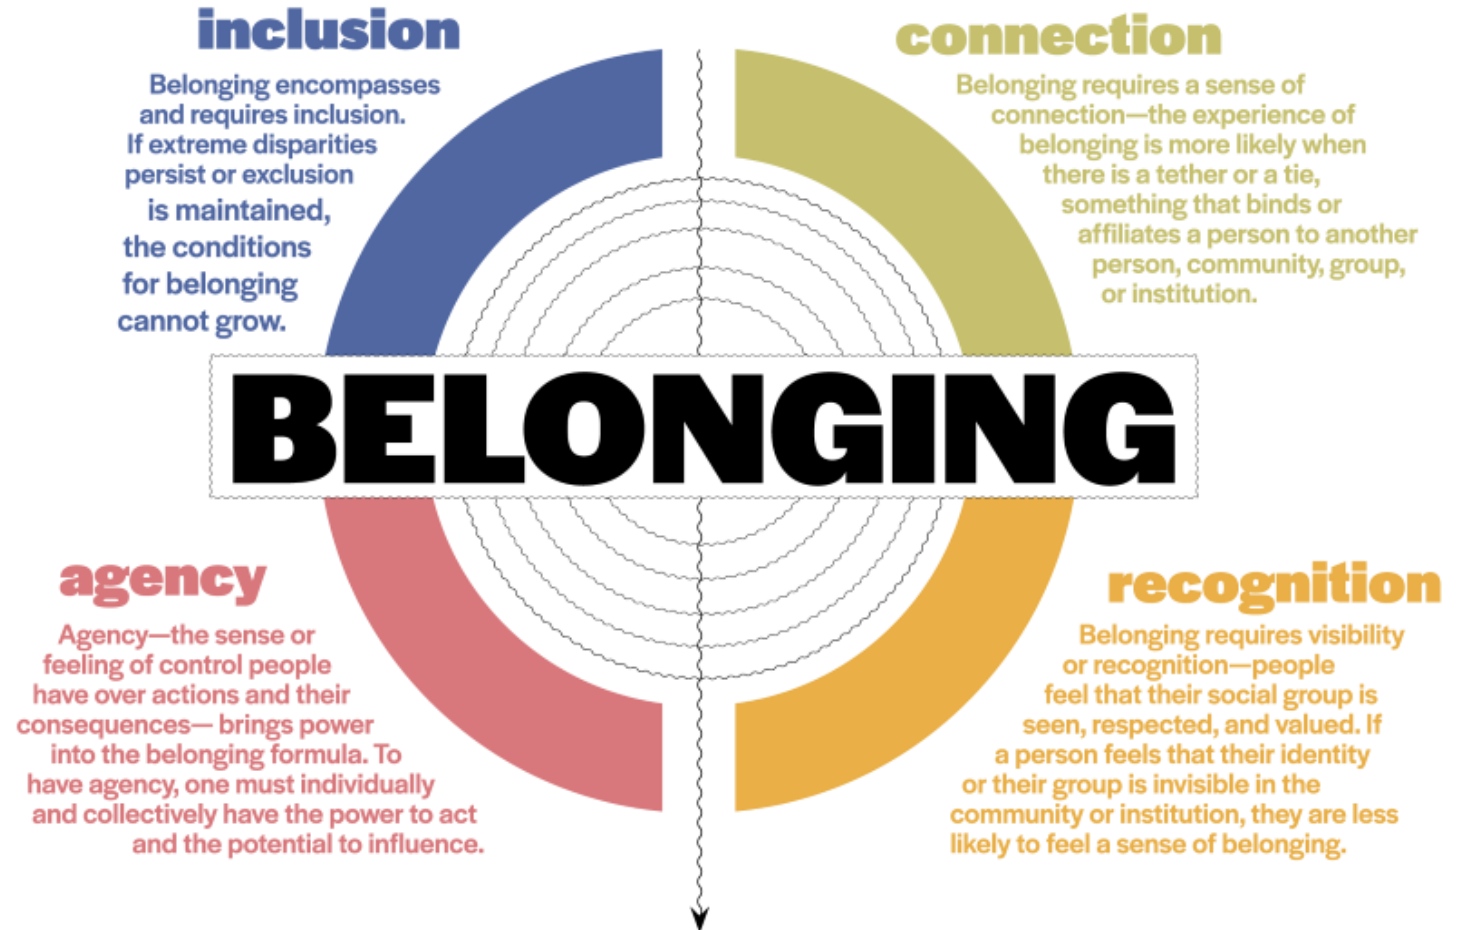 inclusion
Belonging encompasses
and requires inclusion.
If extreme disparities
persist or exclusion
is maintained,
the conditions
for belonging
cannot grow.
connection
Belonging requires a sense of
connection—the experience of
belonging is more likely when
there is a tether or a tie,
something that binds or
affiliates a person to another
person, community, group,
or institution.
BELONGING
agency
Agency—the sense or
feeling of control people
have over actions and their
consequences— brings power
into the belonging formula. To
have agency, one must individually
and collectively have the power to act
and the potential to influence.
recognition
Belonging requires visibility
or recognition—people
feel that their social group is
seen, respected, and valued. If
a person feels that their identity
or their group is invisible in the
community or institution, they are less
likely to feel a sense of belonging.